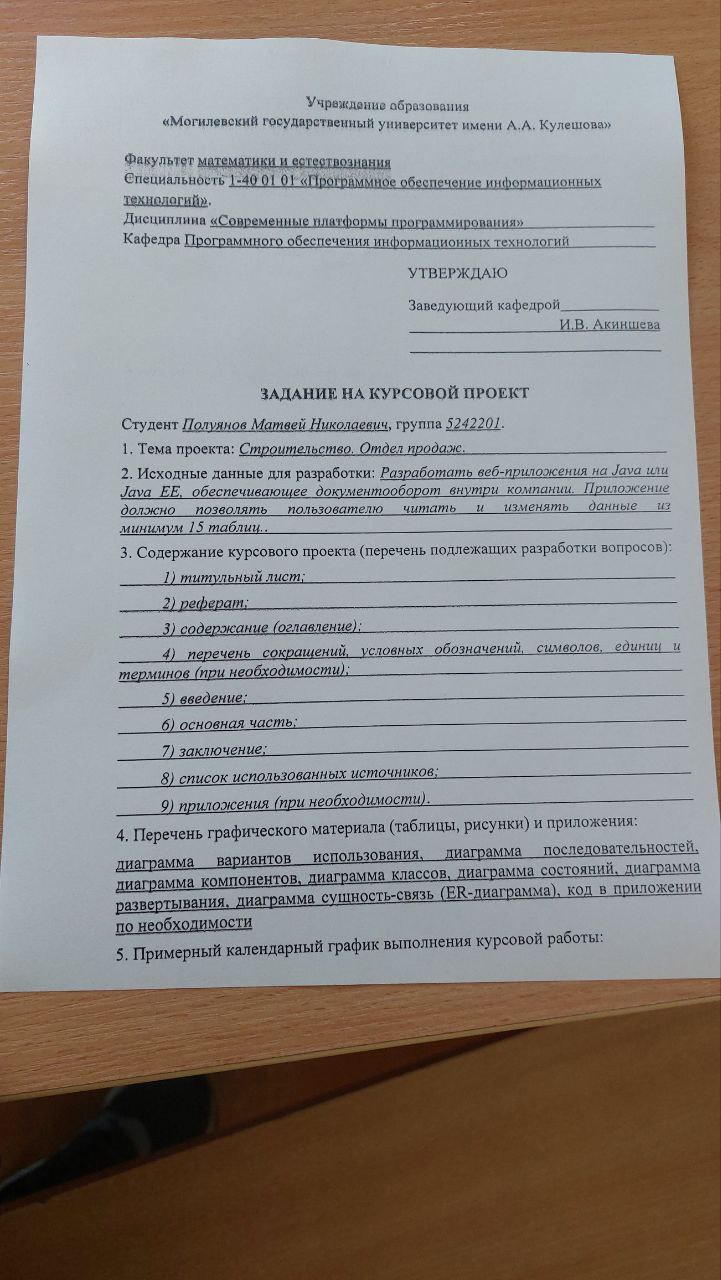 Учреждение образования
«Могилевский государственный университет имени А.А. Кулешова»
Факультет математики и естествознания
Специальность 1-40 01 01 «Программное обеспечение информационных
технологий».
Дисциплина «Современные платформы программирования»
Кафедра Программного обеспечения информационных технологий
УТВЕРЖДАЮ
Заведующий кафедрой
И.В. Акиншева
ЗАДАНИЕ НА КУРСОВОЙ ПРОЕКТ
Студент Полуянов Матвей Николаевич, группа 5242201.
1. Тема проекта: Строительство. Отдел продаж.
2. Исходные данные для разработки: Разработать веб-приложения на Java или
Java EE, обеспечивающее документооборот внутри компании. Приложение
должно позволять пользователю читать и изменять данные из
минимум 15 таблиц..
3. Содержание курсового проекта (перечень подлежащих разработки вопросов):
1) титульный лист;
2) реферат;
3) содержание (оглавление);
4) перечень сокращений, условных обозначений, символов, единиц и
терминов (при необходимости);
5) введение;
6) основная часть;
7) заключение;
8) список использованных источников;
9) приложения (при необходимости).
4. Перечень графического материала (таблицы, рисунки) и приложения:
диаграмма вариантов использования, диаграмма последовательностей,
диаграмма компонентов, диаграмма классов, диаграмма состояний, диаграмма
развертывания, диаграмма сущность-связь (ER-диаграмма), код в приложении
по необходимости
5. Примерный календарный график выполнения курсовой работы: